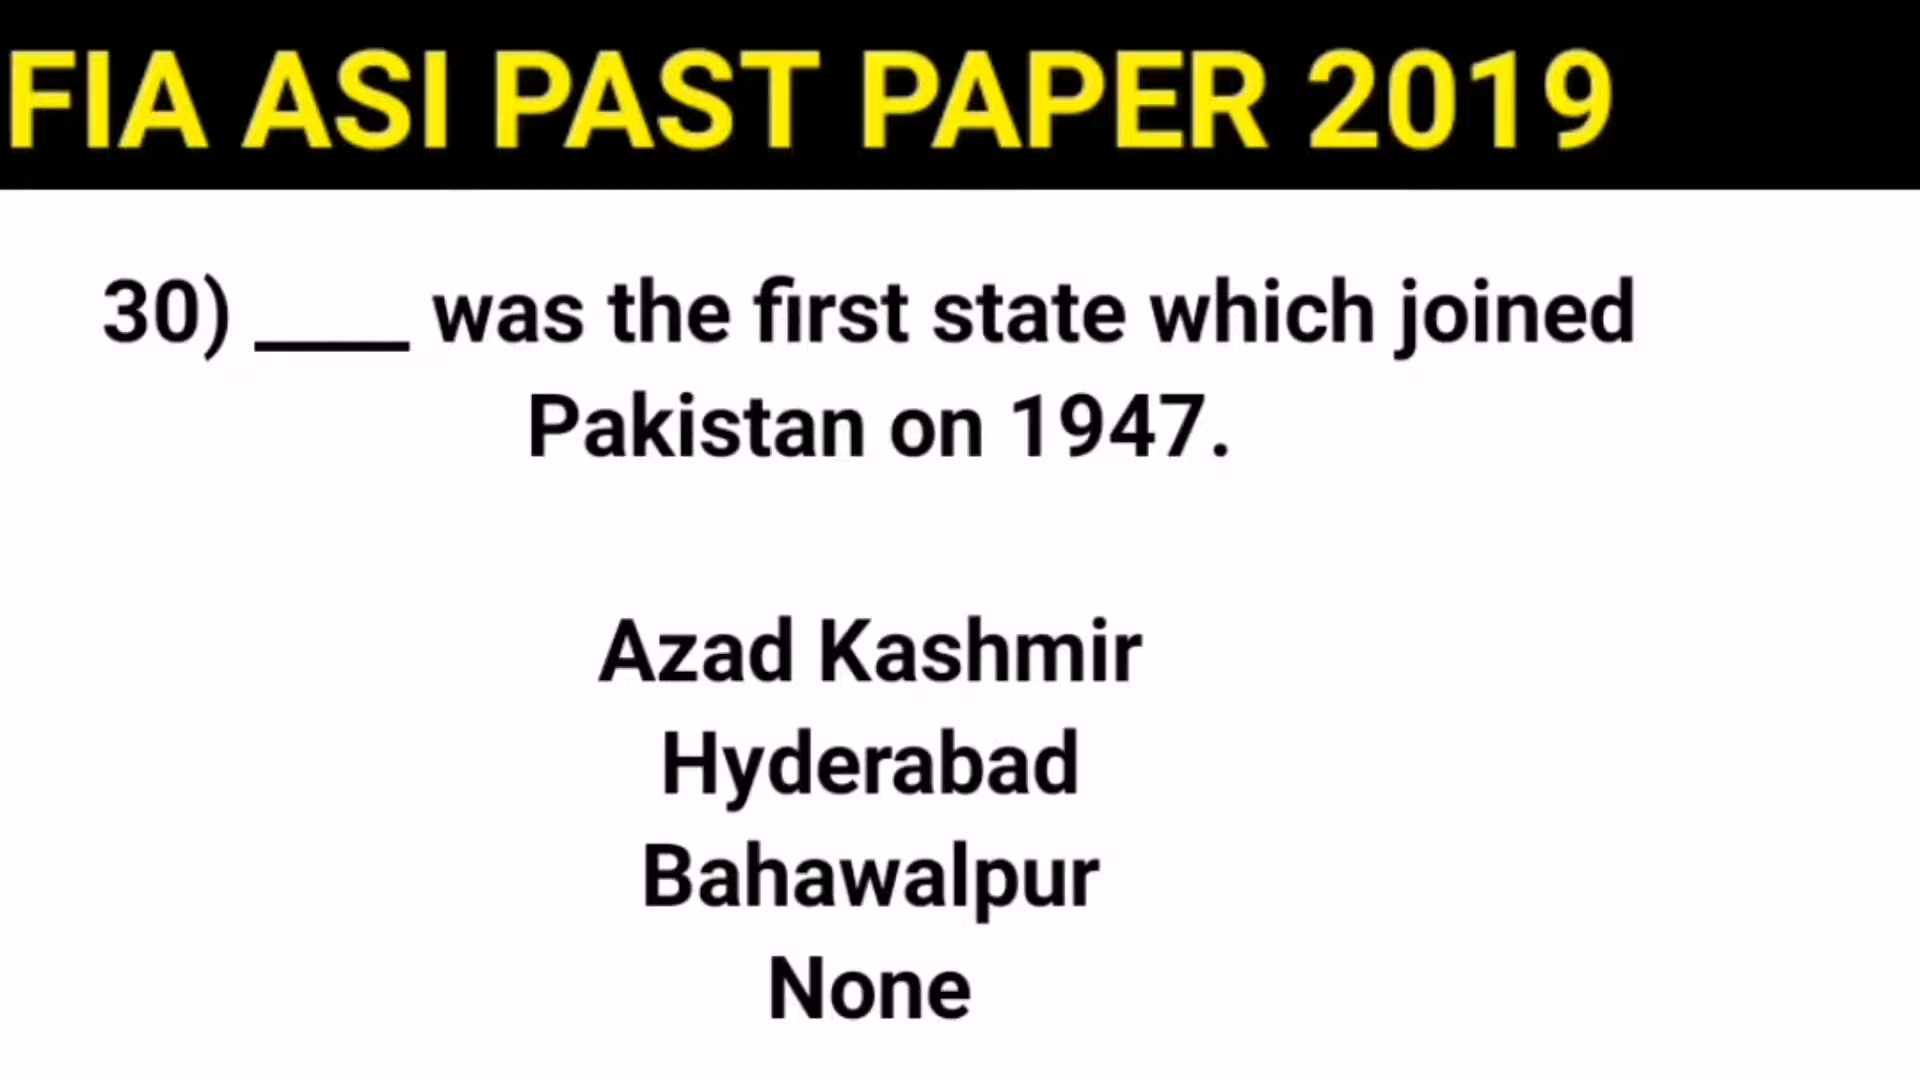 FIA ASI PAST PAPER 2019
30) ____ was the first state which joined
Pakistan on 1947.
Azad Kashmir
Hyderabad
Bahawalpur
None